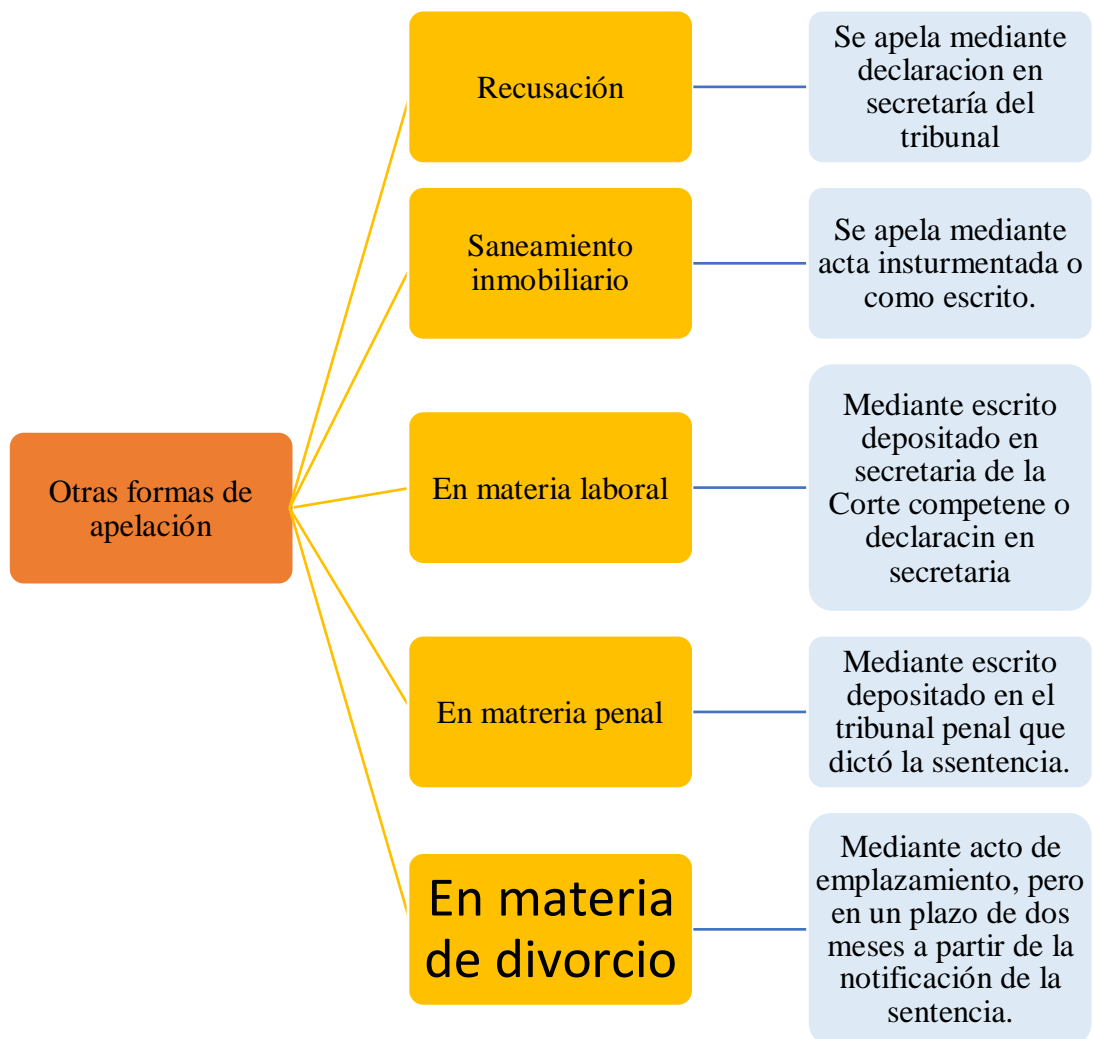 Otras formas de
apelación
Recusación
Se apela mediante
declaracion en
secretaría del
tribunal
Saneamiento
inmobiliario
Se apela mediante
acta insturmentada o
como escrito.
En materia laboral
Mediante escrito
depositado en
secretaria de la
Corte competene o
declaracin en
secretaria
En matreria penal
Mediante escrito
depositado en el
tribunal penal que
dictó la ssentencia.
En materia
de divorcio
Mediante acto de
emplazamiento, pero
en un plazo de dos
meses a partir de la
notificación de la
sentencia.